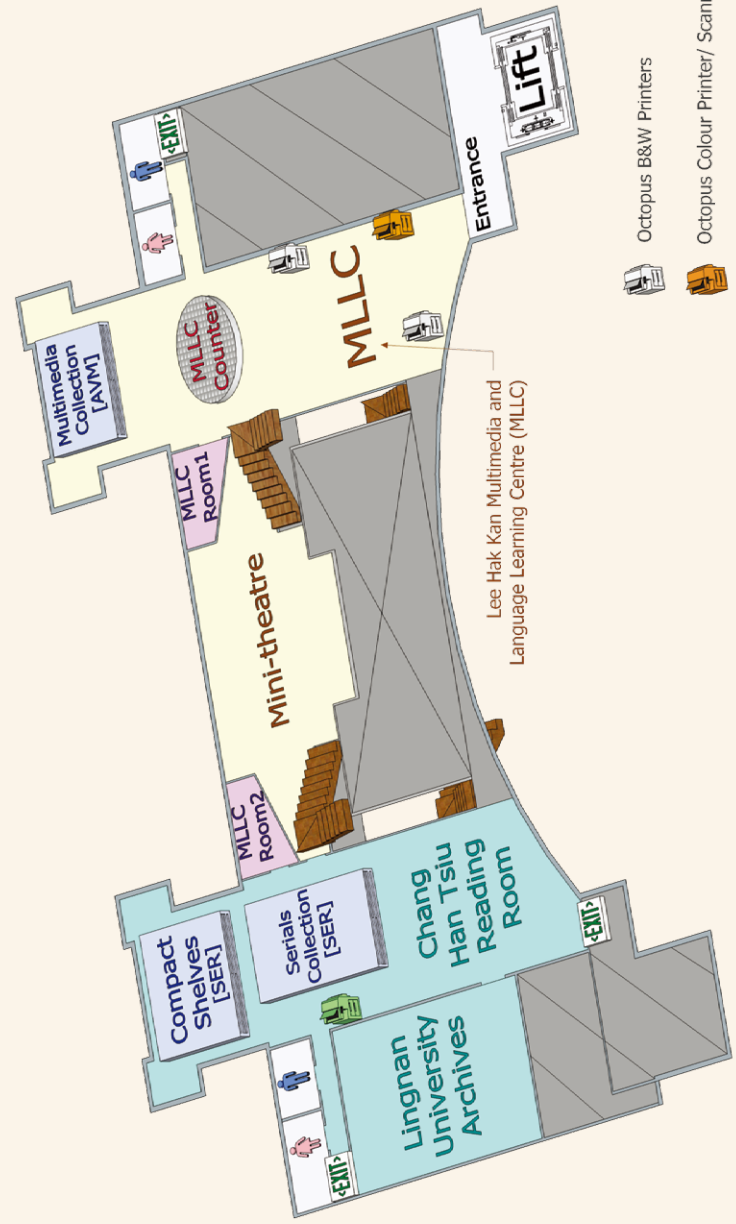 Compact
Shelves
[SER]
Serials
Collection
[SER]
MLLC
Room2
Mini-theatre
MLLC
Room1
Multimedia
Collection
[AVM]
MLLC
Counter
<EXIT>
<EXIT>
Lingnan
University
Archives
Chang
Han Tsiu
Reading
Room
<EXIT>
MLLC
Entrance
Lift
Lee Hak Kan Multimedia and
Language Learning Centre (MLLC)
Octopus B&W Printers
Octopus Colour Printer/